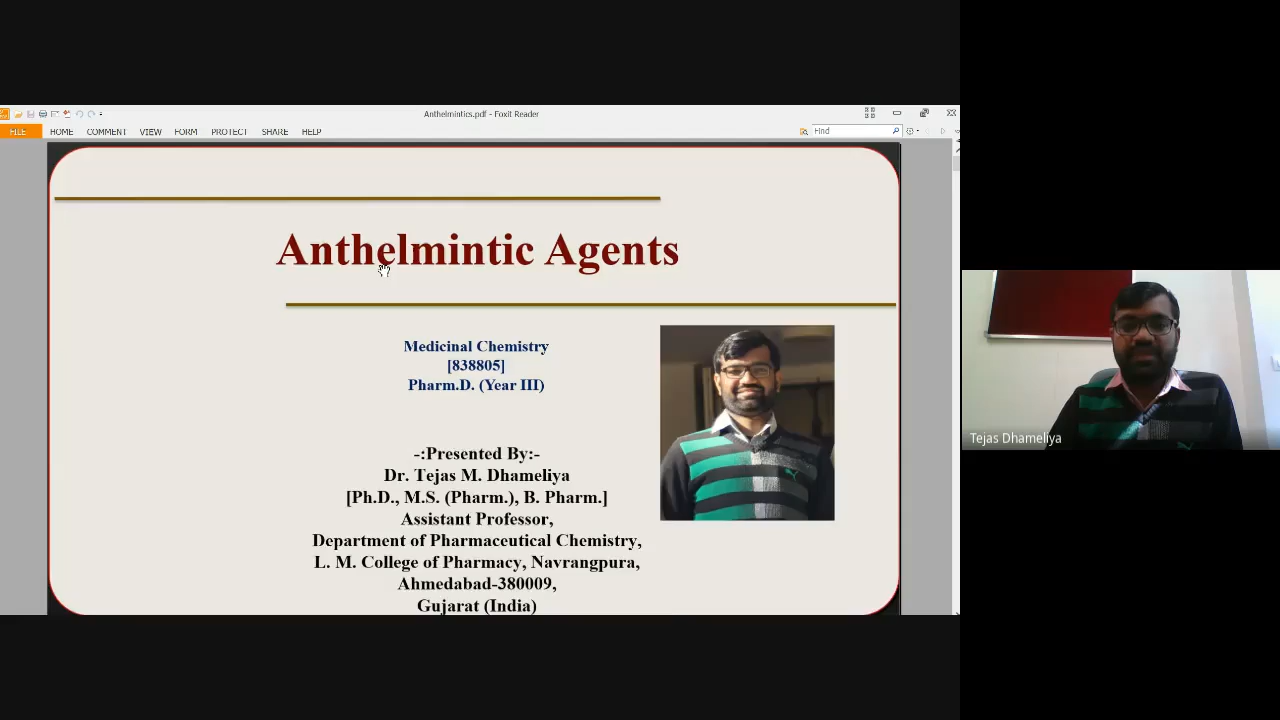 Anthelmintics.pdf - Foxit Reader
FILE HOME COMMENT VIEW FORM PROTECT SHARE HELP
Find
Anthelmintic Agents
Medicinal Chemistry
[838805]
Pharm.D. (Year III)
-:Presented By:-
Dr. Tejas M. Dhameliya
[Ph.D., M.S. (Pharm.), B. Pharm.]
Assistant Professor,
Department of Pharmaceutical Chemistry,
L. M. College of Pharmacy, Navrangpura,
Ahmedabad-380009,
Gujarat (India)
Tejas Dhameliya